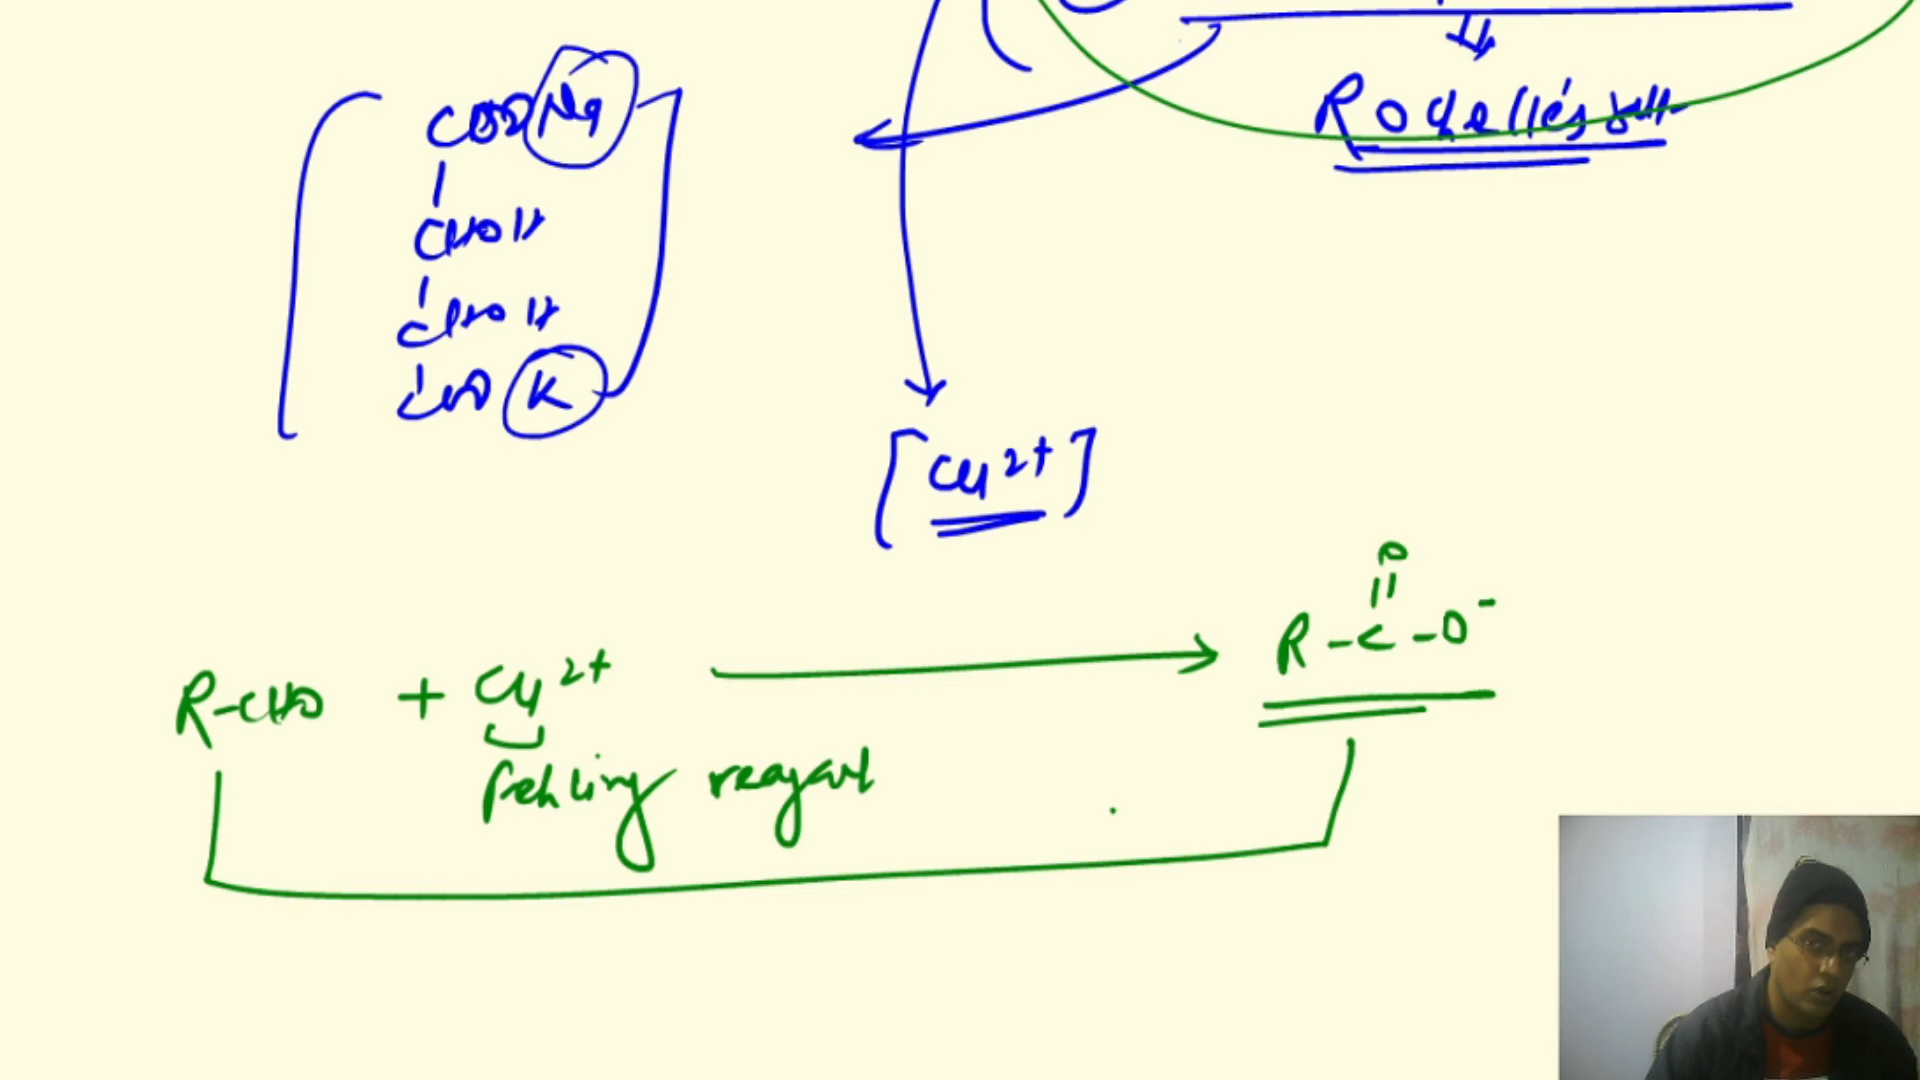 Rochelle's salt
COONa
CHOH
CHOH
COOK
[Cu²⁺]
O
R-C-O⁻
R-CHO + Cu²⁺
Fehling reagent